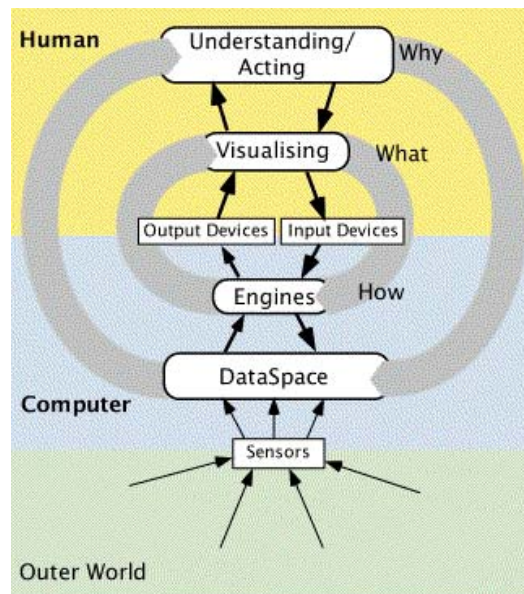 Human
Understanding/
Acting
Why
Visualising
What
Output Devices
Input Devices
Engines
How
DataSpace
Computer
Sensors
Outer World